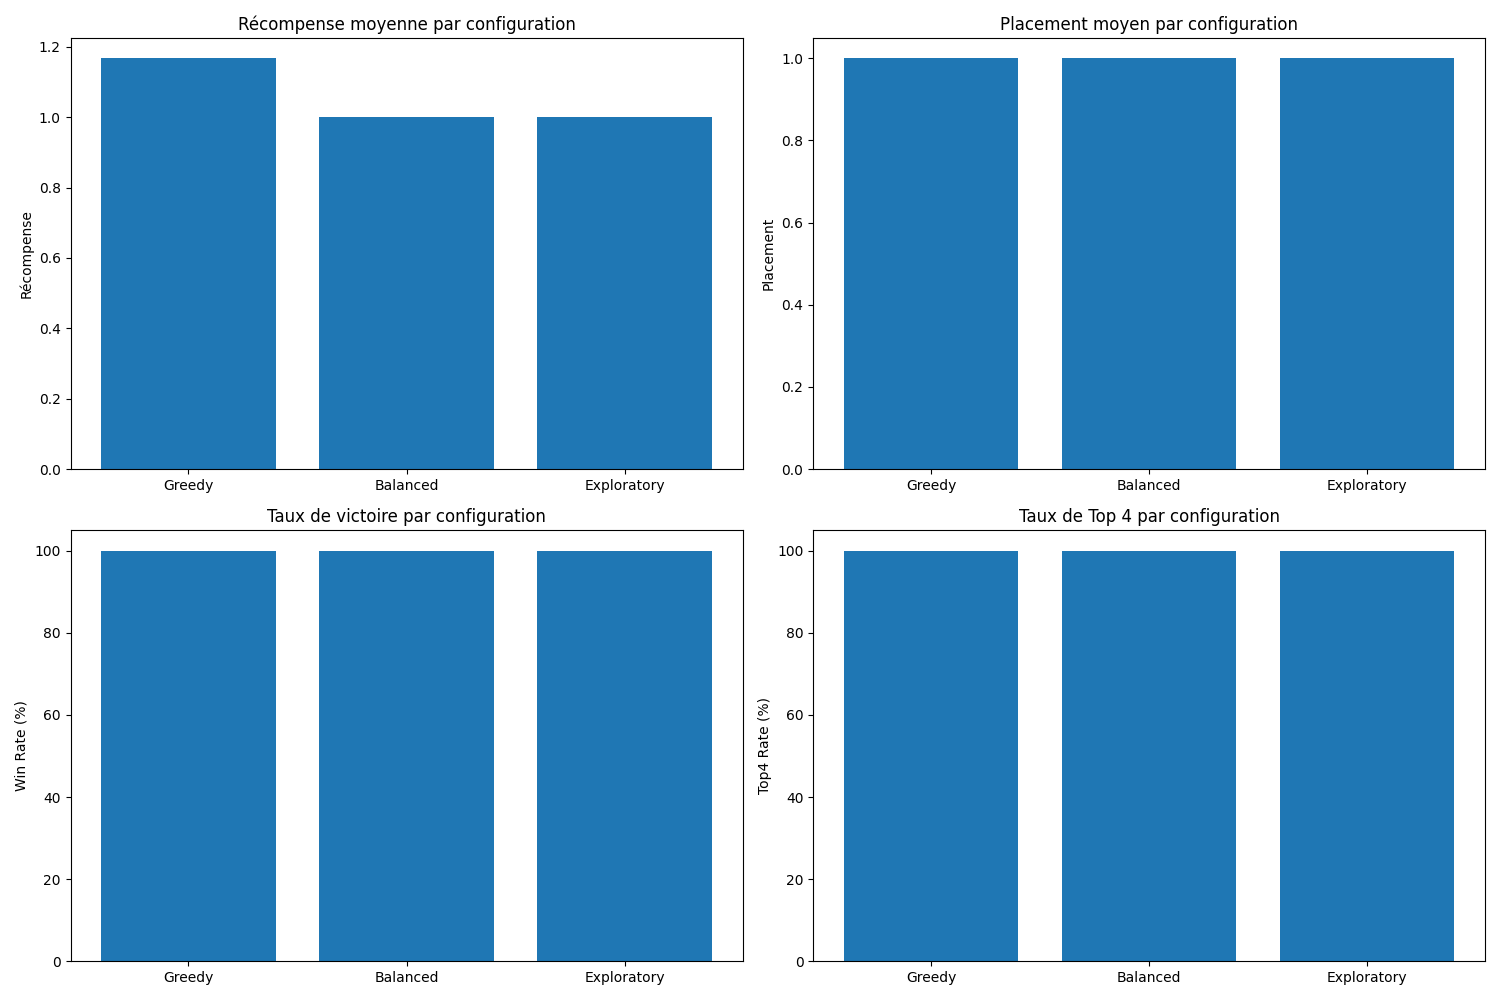 Récompense moyenne par configuration
Récompense
1.2
1.0
0.8
0.6
0.4
0.2
0.0
Greedy Balanced Exploratory
Placement moyen par configuration
Placement
1.0
0.8
0.6
0.4
0.2
0.0
Greedy Balanced Exploratory
Taux de victoire par configuration
Win Rate (%)
100
80
60
40
20
0
Greedy Balanced Exploratory
Taux de Top 4 par configuration
Top4 Rate (%)
100
80
60
40
20
0
Greedy Balanced Exploratory